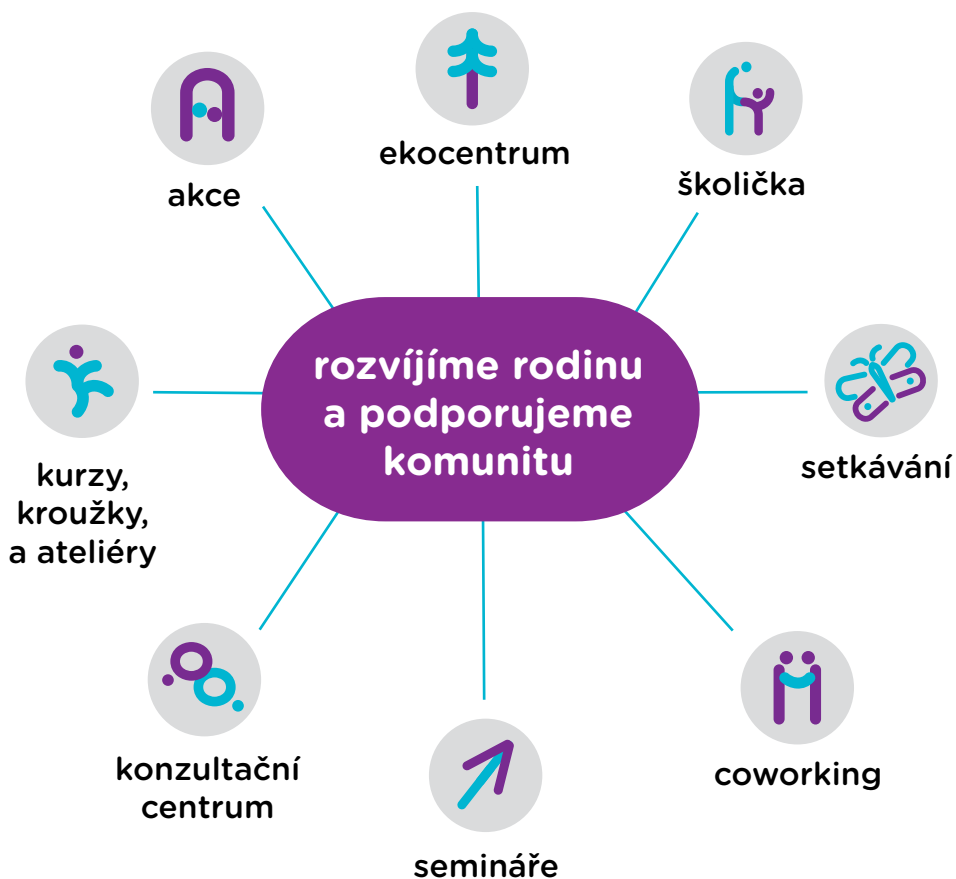 ekocentrum
akce
školička
rozvíjíme rodinu
a podporujeme
komunitu
kurzy,
kroužky,
a ateliéry
setkávání
konzultační
centrum
coworking
semináře